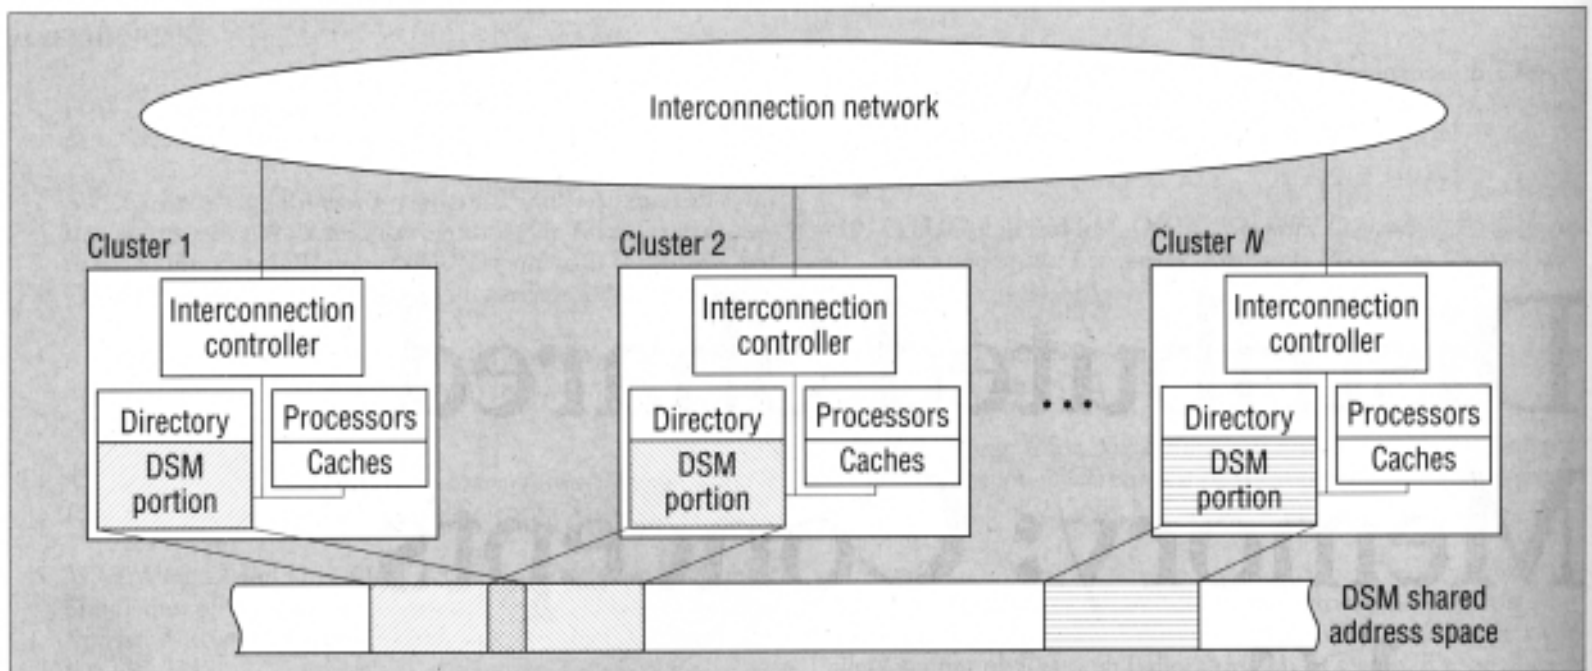 Interconnection network
Cluster 1
Cluster 2
Cluster N
Interconnection
controller
Directory
DSM
portion
Processors
Caches
Interconnection
controller
Directory
DSM
portion
Processors
Caches
...
Interconnection
controller
Directory
DSM
portion
Processors
Caches
DSM shared
address space